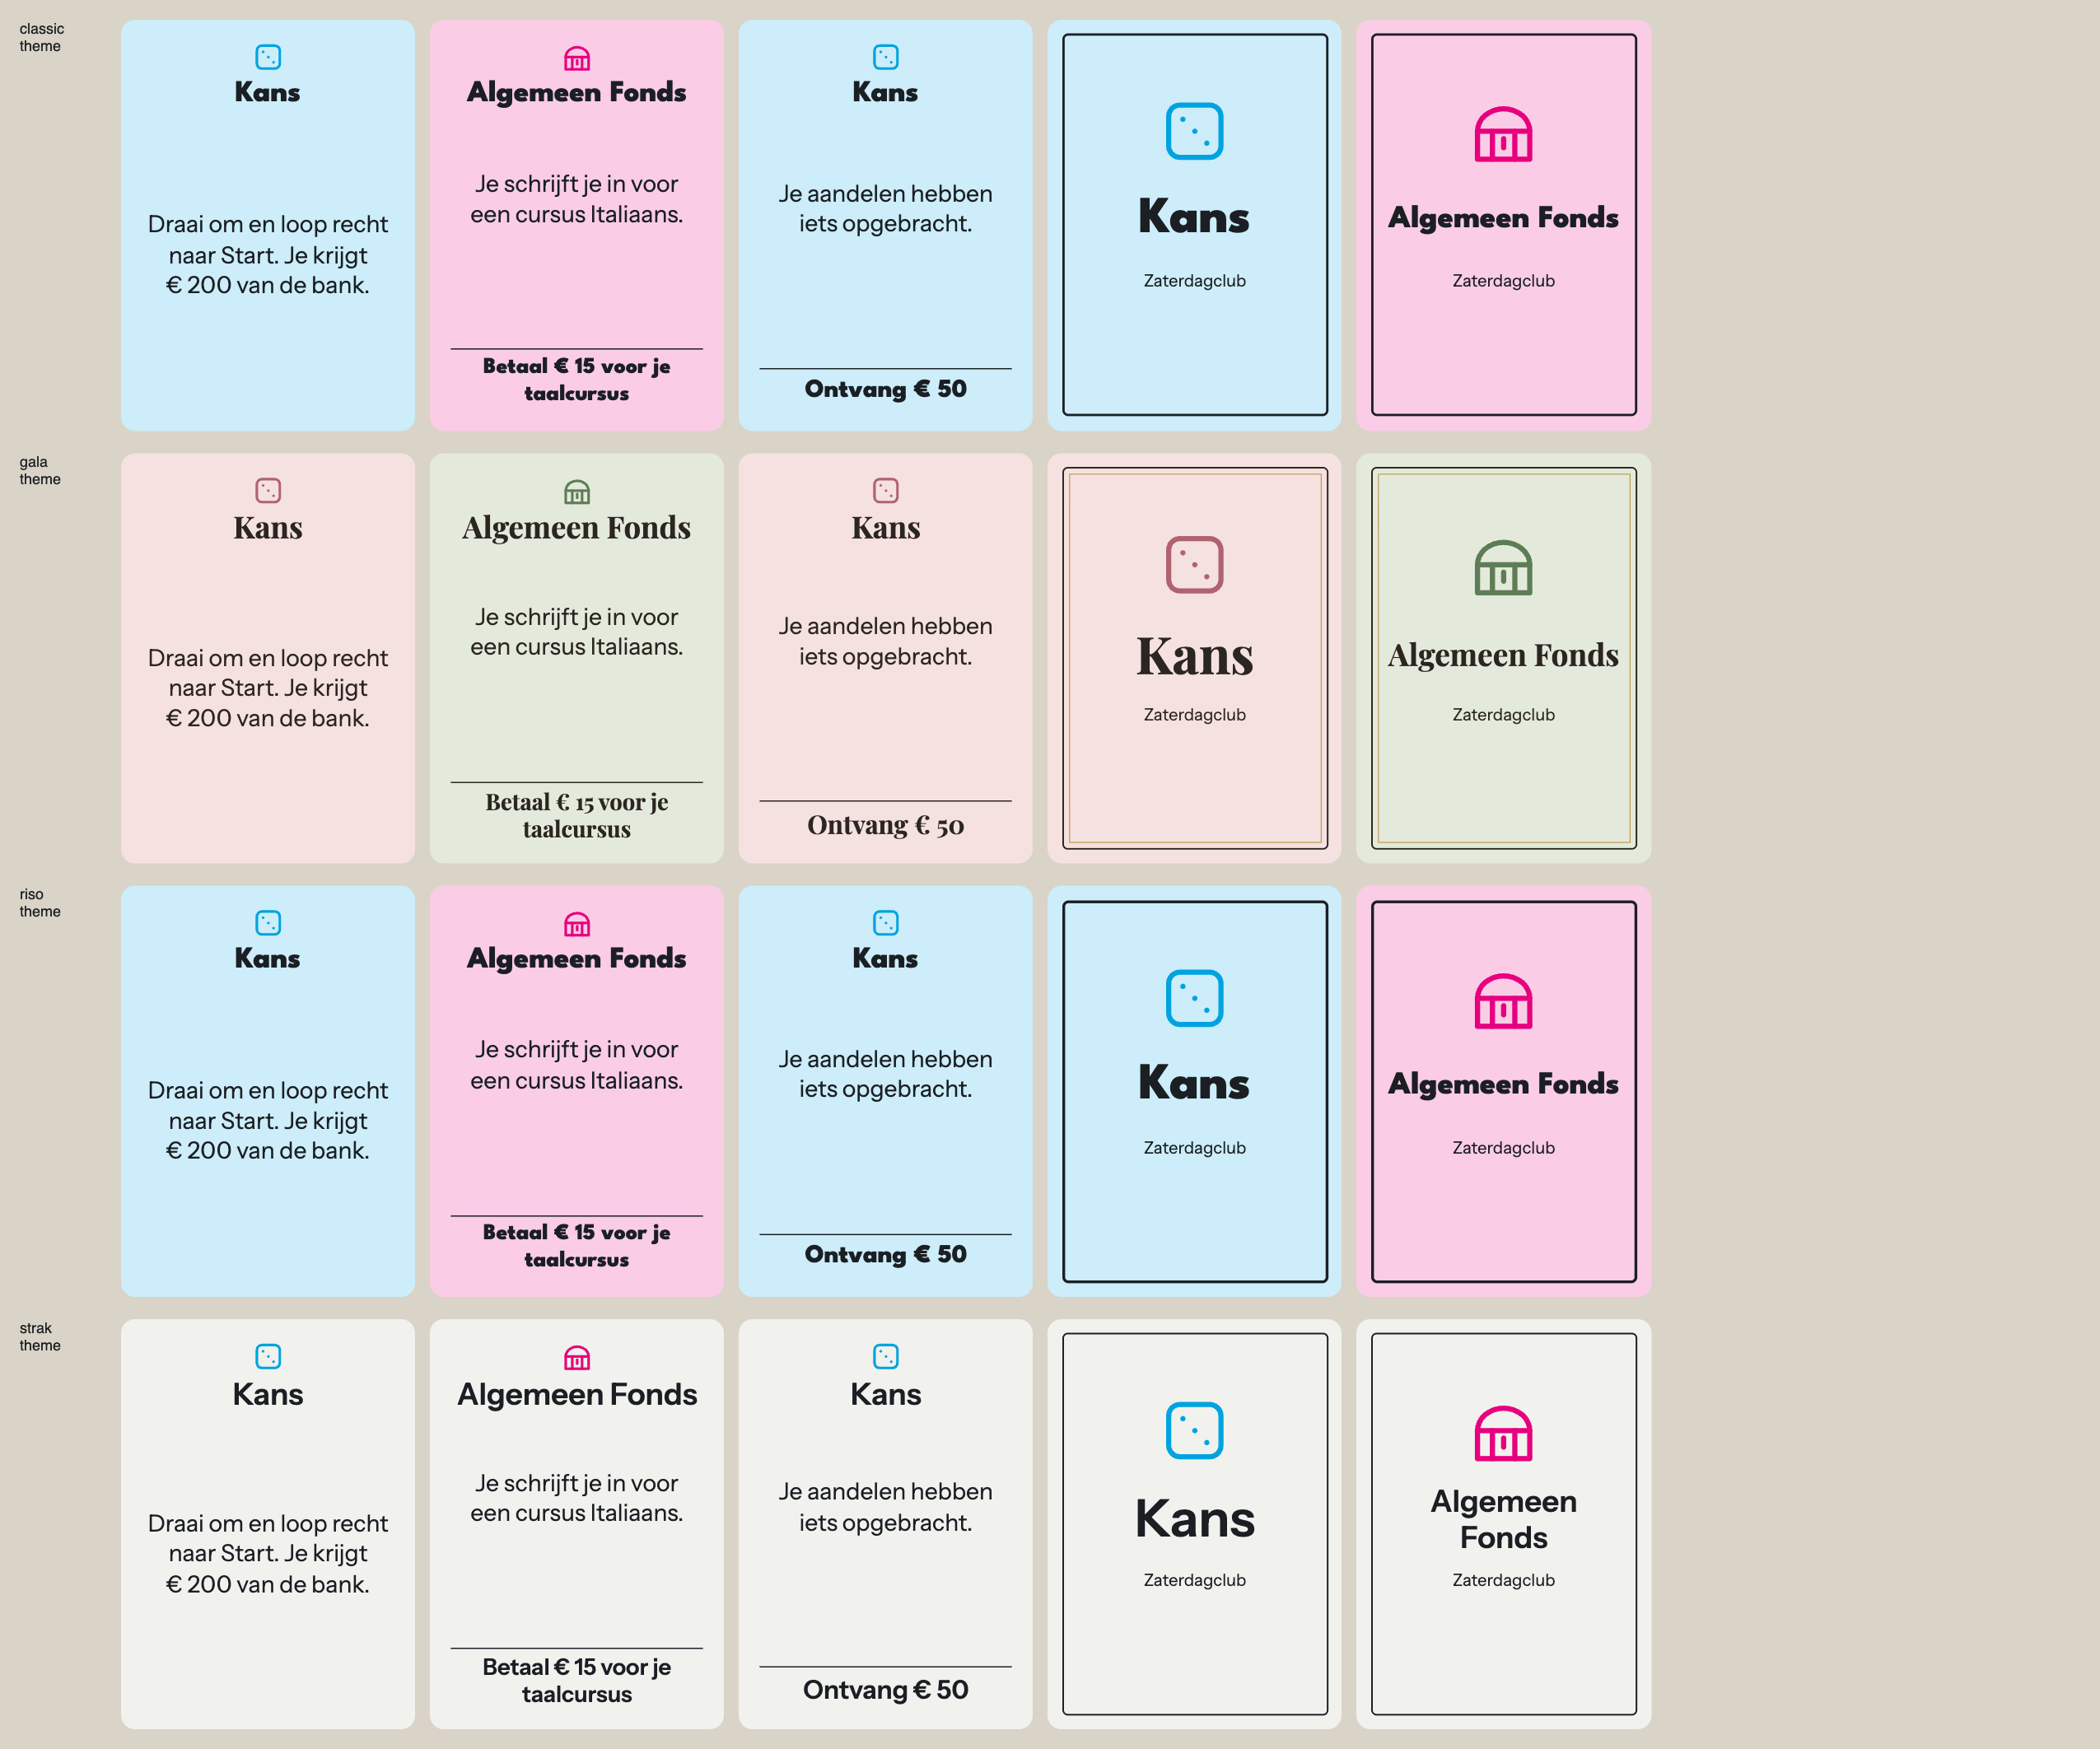 classic
theme
Kans
Draai om en loop recht
naar Start. Je krijgt
€ 200 van de bank.
Algemeen Fonds
Je schrijft je in voor
een cursus Italiaans.
Betaal € 15 voor je
taalcursus
Kans
Je aandelen hebben
iets opgebracht.
Ontvang € 50
Kans
Zaterdagclub
Algemeen Fonds
Zaterdagclub
gala
theme
Kans
Draai om en loop recht
naar Start. Je krijgt
€ 200 van de bank.
Algemeen Fonds
Je schrijft je in voor
een cursus Italiaans.
Betaal € 15 voor je
taalcursus
Kans
Je aandelen hebben
iets opgebracht.
Ontvang € 50
Kans
Zaterdagclub
Algemeen Fonds
Zaterdagclub
riso
theme
Kans
Draai om en loop recht
naar Start. Je krijgt
€ 200 van de bank.
Algemeen Fonds
Je schrijft je in voor
een cursus Italiaans.
Betaal € 15 voor je
taalcursus
Kans
Je aandelen hebben
iets opgebracht.
Ontvang € 50
Kans
Zaterdagclub
Algemeen Fonds
Zaterdagclub
strak
theme
Kans
Draai om en loop recht
naar Start. Je krijgt
€ 200 van de bank.
Algemeen Fonds
Je schrijft je in voor
een cursus Italiaans.
Betaal € 15 voor je
taalcursus
Kans
Je aandelen hebben
iets opgebracht.
Ontvang € 50
Kans
Zaterdagclub
Algemeen
Fonds
Zaterdagclub